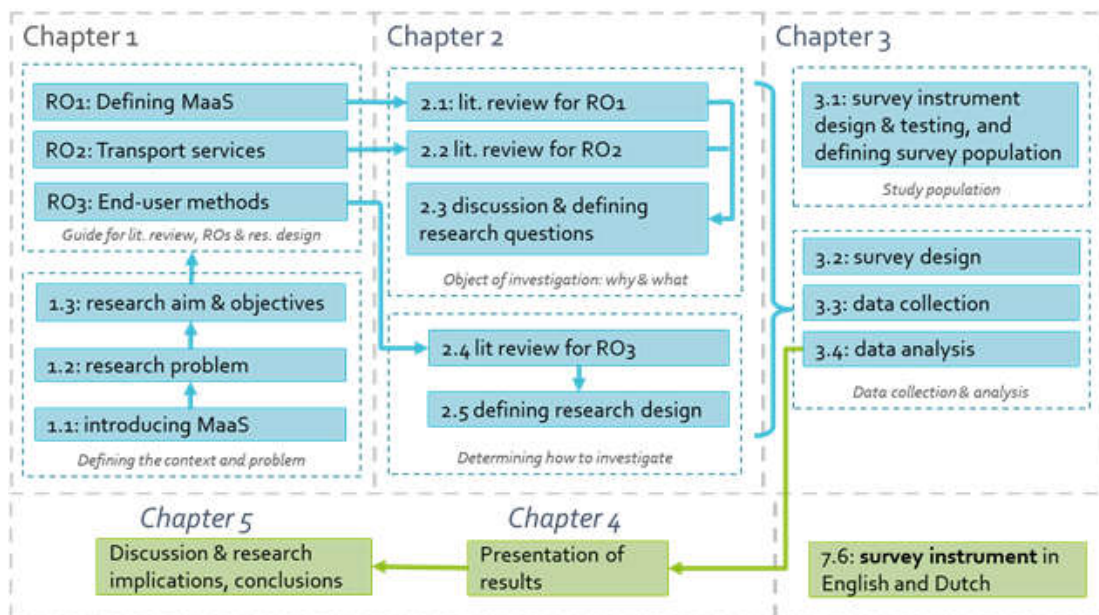 Chapter 1
RO1: Defining MaaS
RO2: Transport services
RO3: End-user methods
Guide for lit. review, ROs & res. design
1.3: research aim & objectives
1.2: research problem
1.1: introducing MaaS
Defining the context and problem
Chapter 2
2.1: lit. review for RO1
2.2 lit. review for RO2
2.3 discussion & defining
research questions
Object of investigation: why & what
2.4 lit review for RO3
2.5 defining research design
Determining how to investigate
Chapter 3
3.1: survey instrument
design & testing, and
defining survey population
Study population
3.2: survey design
3.3: data collection
3.4: data analysis
Data collection & analysis
Chapter 5
Discussion & research
implications, conclusions
Chapter 4
Presentation of
results
7.6: survey instrument in
English and Dutch